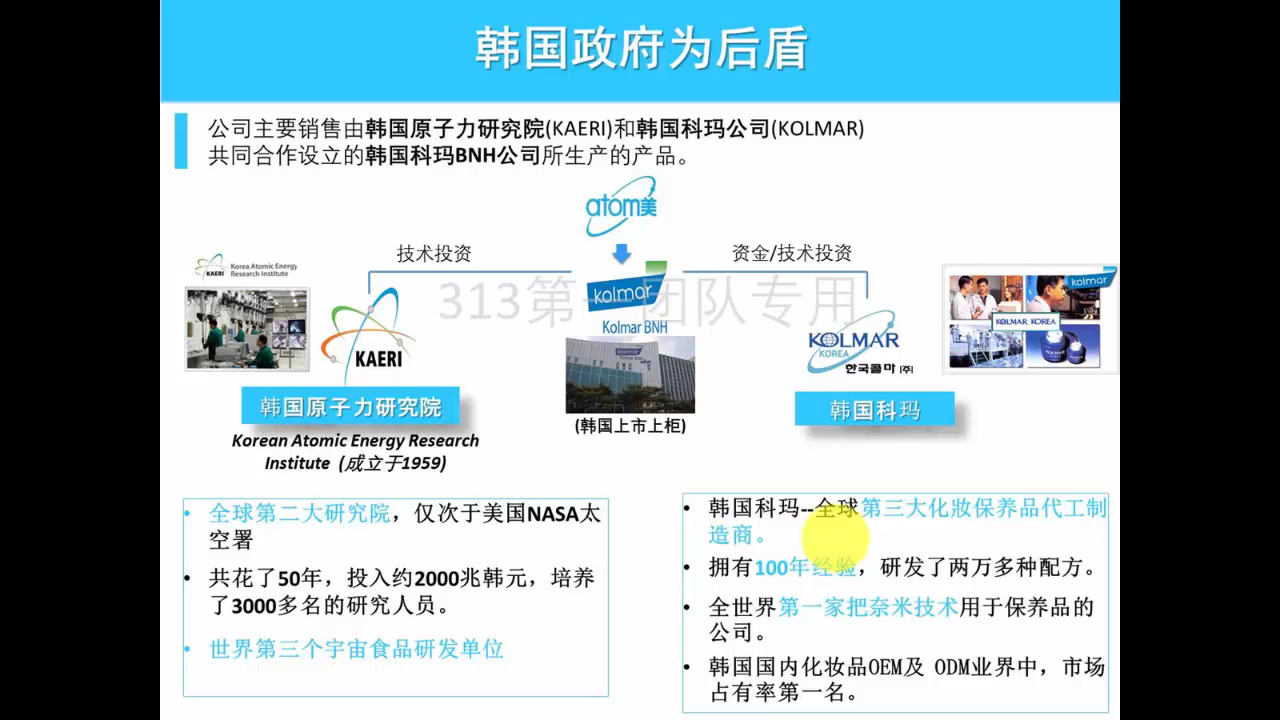 韩国政府为后盾
公司主要销售由韩国原子力研究院(KAERI)和韩国科玛公司(KOLMAR)
共同合作设立的韩国科玛BNH公司所生产的产品。
atom美
技术投资
资金/技术投资
KAERI
Korea Atomic Energy
Research Institute
kolmar
Kolmar BNH
313第一团队专用
KAERI
KOLMAR
KOREA
한국콜마(주)
kolmar
KOLMAR KOREA
韩国原子力研究院
韩国科玛
(韩国上市上柜)
Korean Atomic Energy Research
Institute (成立于1959)
• 全球第二大研究院，仅次于美国NASA太
空署
• 共花了50年，投入约2000兆韩元，培养
了3000多名的研究人员。
• 世界第三个宇宙食品研发单位
• 韩国科玛--全球第三大化妝保养品代工制
造商。
• 拥有100年经验，研发了两万多种配方。
• 全世界第一家把奈米技术用于保养品的
公司。
• 韩国国内化妆品OEM及 ODM业界中，市场
占有率第一名。